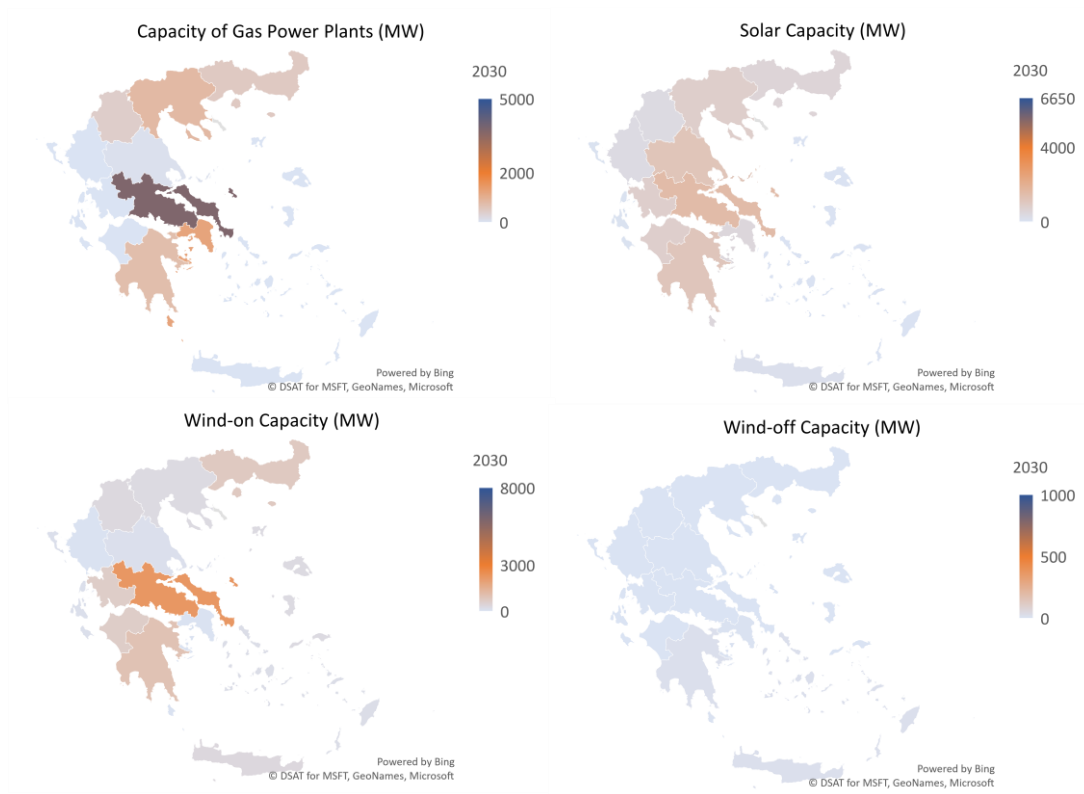 Capacity of Gas Power Plants (MW)
2030
5000
2000
0
Powered by Bing
© DSAT for MSFT, GeoNames, Microsoft
Solar Capacity (MW)
2030
6650
4000
0
Powered by Bing
© DSAT for MSFT, GeoNames, Microsoft
Wind-on Capacity (MW)
2030
8000
3000
0
Powered by Bing
© DSAT for MSFT, GeoNames, Microsoft
Wind-off Capacity (MW)
2030
1000
500
0
Powered by Bing
© DSAT for MSFT, GeoNames, Microsoft